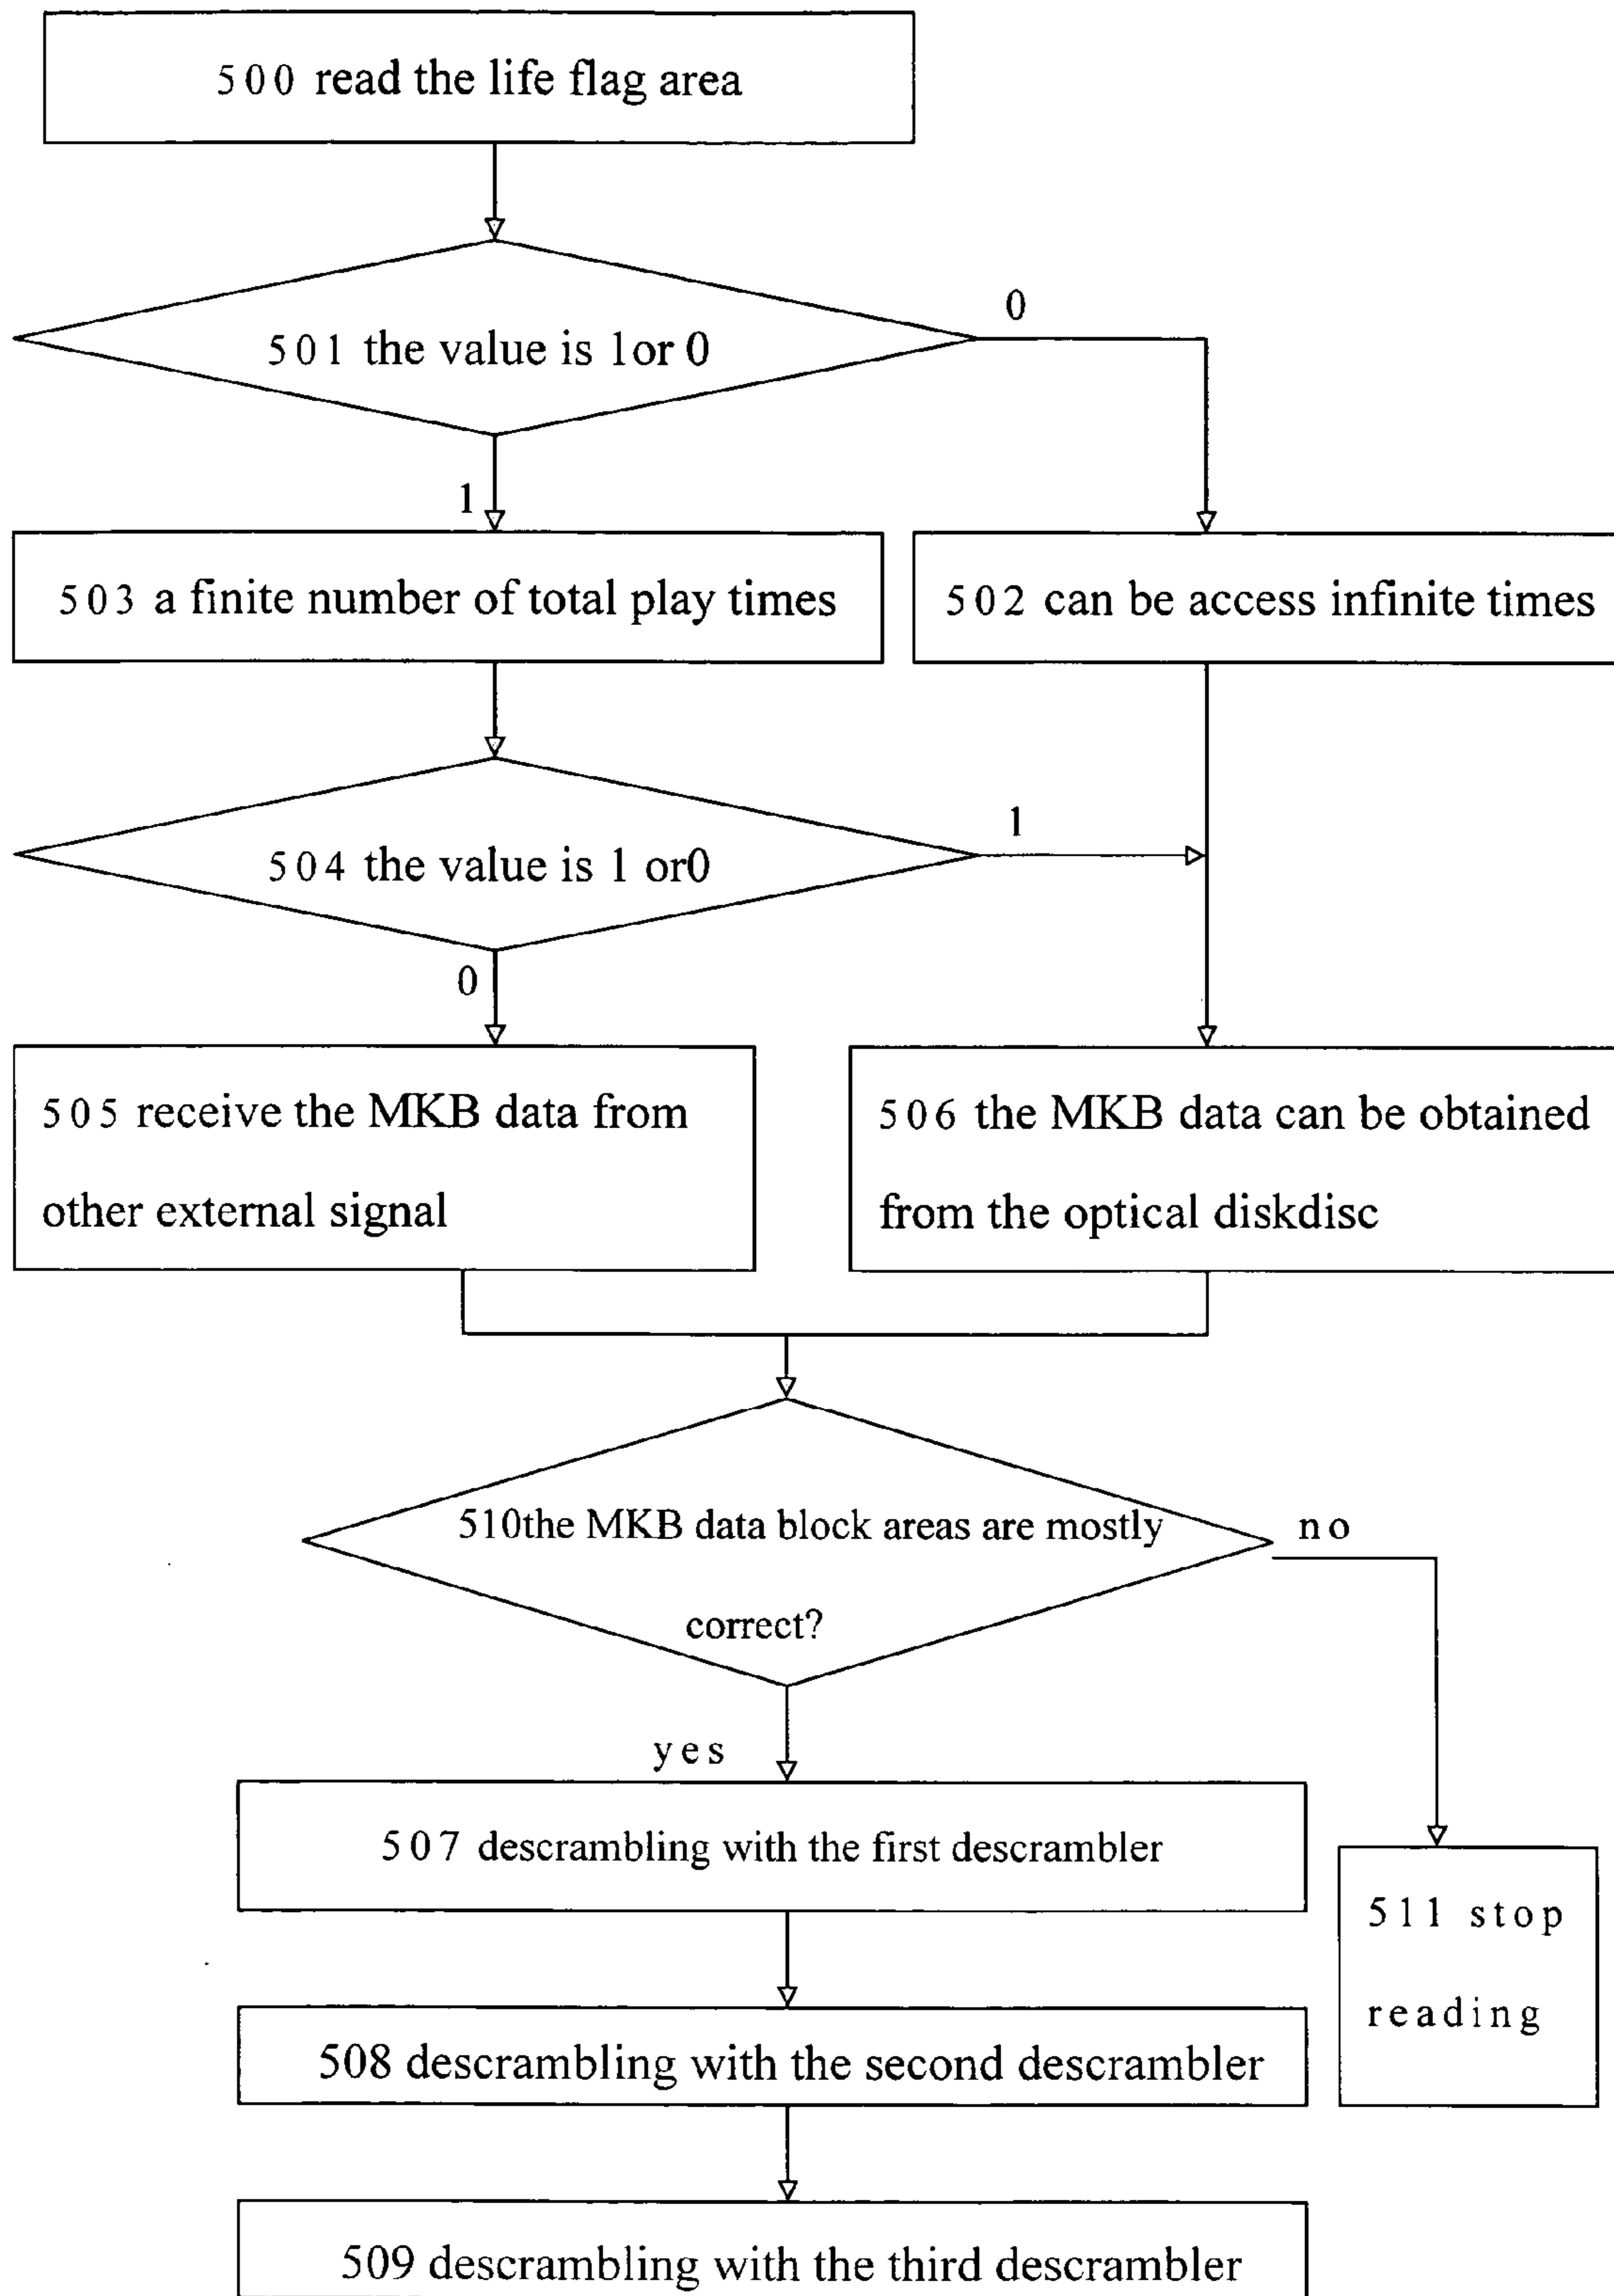 500 read the life flag area
0
501 the value is 1or 0
1
503 a finite number of total play times
502 can be access infinite times
1
504 the value is 1 or0
0
505 receive the MKB data from
other external signal
506 the MKB data can be obtained
from the optical diskdisc
510the MKB data block areas are mostly
correct?
no
yes
507 descrambling with the first descrambler
511 stop
reading
508 descrambling with the second descrambler
509 descrambling with the third descrambler